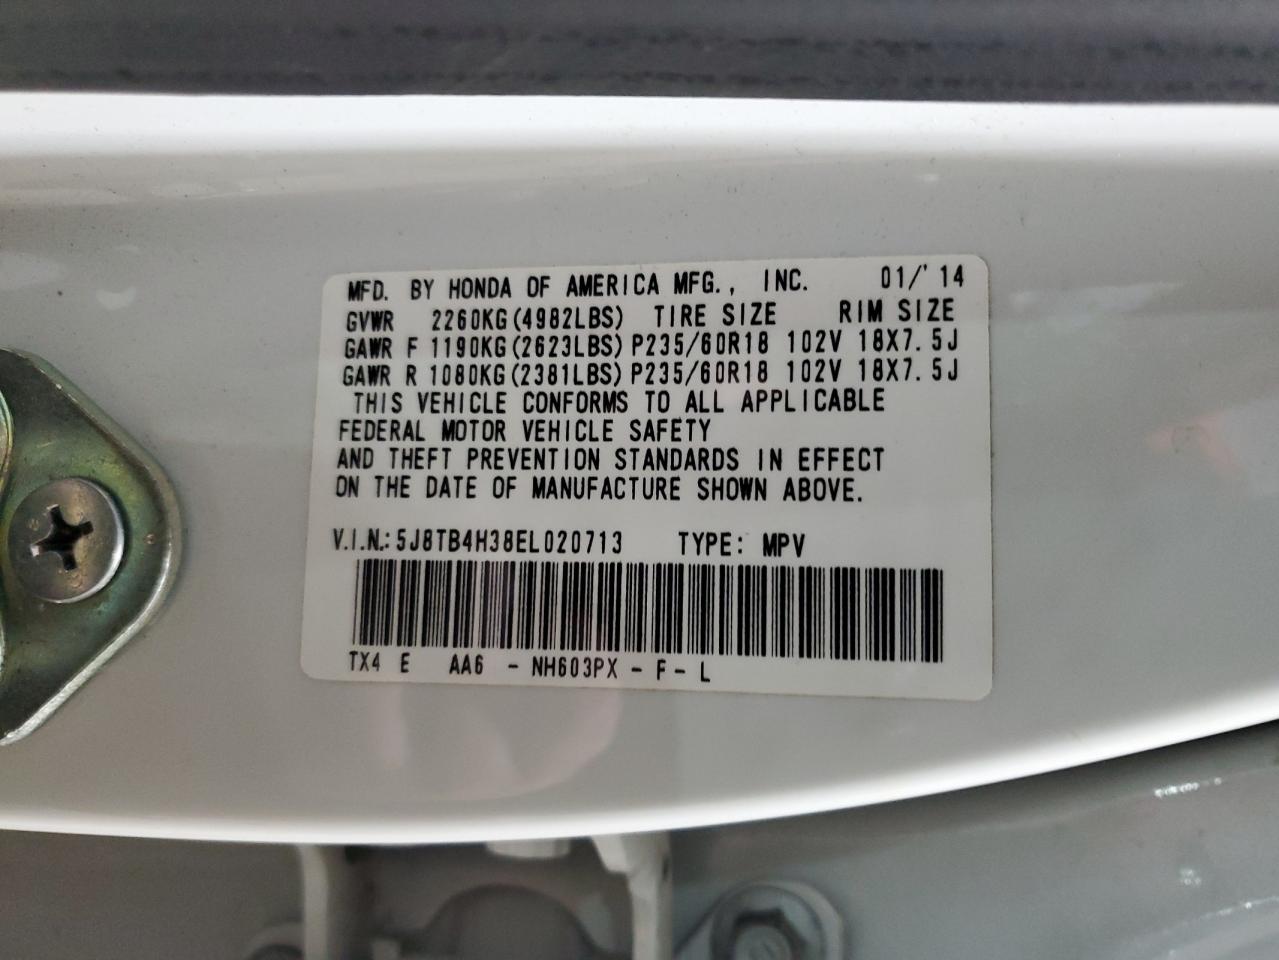 MFD. BY HONDA OF AMERICA MFG., INC. 01/'14
GVWR 2260KG(4982LBS) TIRE SIZE RIM SIZE
GAWR F 1190KG(2623LBS) P235/60R18 102V 18X7.5J
GAWR R 1080KG(2381LBS) P235/60R18 102V 18X7.5J
THIS VEHICLE CONFORMS TO ALL APPLICABLE
FEDERAL MOTOR VEHICLE SAFETY
AND THEFT PREVENTION STANDARDS IN EFFECT
ON THE DATE OF MANUFACTURE SHOWN ABOVE.
V.I.N.: 5J8TB4H38EL020713 TYPE: MPV
TX4 E AA6 - NH603PX - F - L